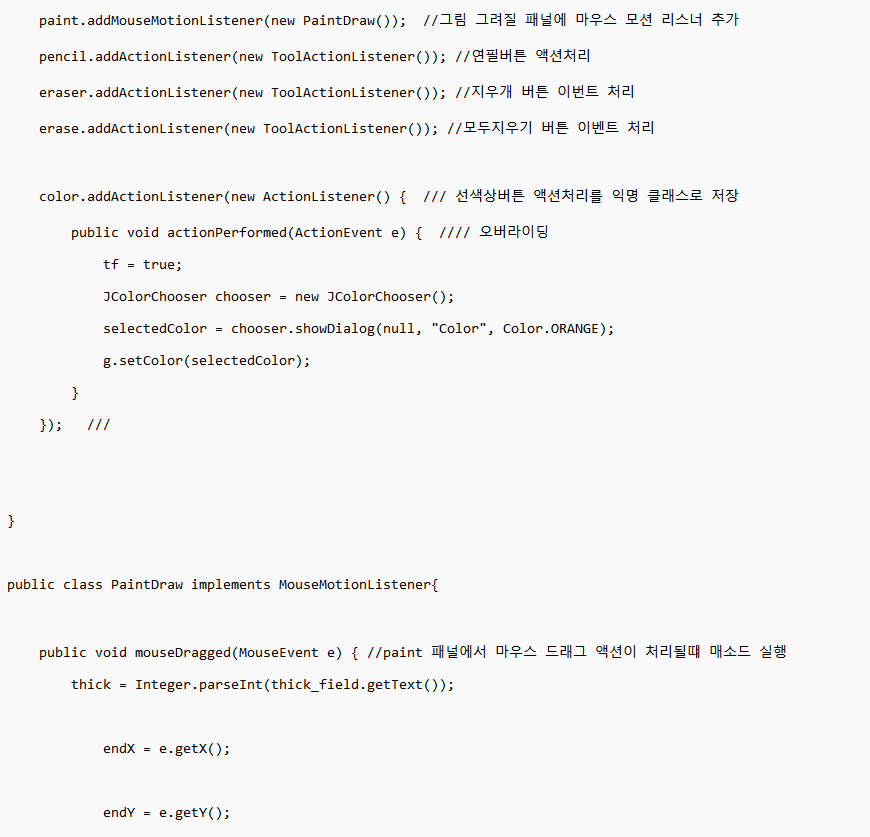 paint.addMouseMotionListener(new PaintDraw());  //그림 그려질 패널에 마우스 모션 리스너 추가
pencil.addActionListener(new ToolActionListener()); //연필버튼 액션처리
eraser.addActionListener(new ToolActionListener()); //지우개 버튼 이번트 처리
erase.addActionListener(new ToolActionListener()); //모두지우기 버튼 이벤트 처리
color.addActionListener(new ActionListener() {  /// 선색상버튼 액션처리를 익명 클래스로 저장
public void actionPerformed(ActionEvent e) {  //// 오버라이딩
tf = true;
JColorChooser chooser = new JColorChooser();
selectedColor = chooser.showDialog(null, "Color", Color.ORANGE);
g.setColor(selectedColor);
}
});   ///
}
public class PaintDraw implements MouseMotionListener{
public void mouseDragged(MouseEvent e) { //paint 패널에서 마우스 드래그 액션이 처리될떄 매소드 실행
thick = Integer.parseInt(thick_field.getText());
endX = e.getX();
endY = e.getY();